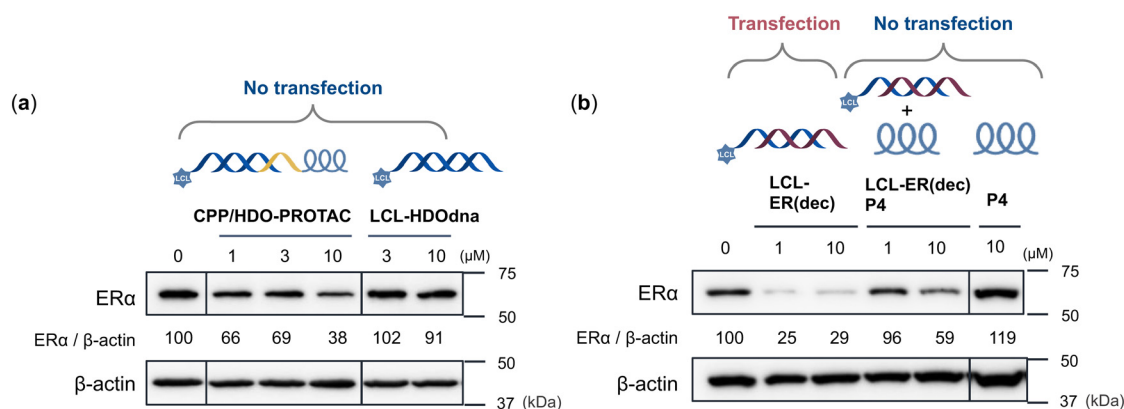 (a)
No transfection
LCL
LCL
CPP/HDO-PROTAC LCL-HDOdna
0 1 3 10 3 10 (μM)
75
ERα
50
ERα / β-actin 100 66 69 38 102 91
50
β-actin
37 (kDa)
(b)
Transfection No transfection
LCL
+
LCL
LCL-
ER(dec)
LCL-ER(dec)
P4
P4
0 1 10 1 10 10 (μM)
75
ERα
50
ERα / β-actin 100 25 29 96 59 119
50
β-actin
37 (kDa)